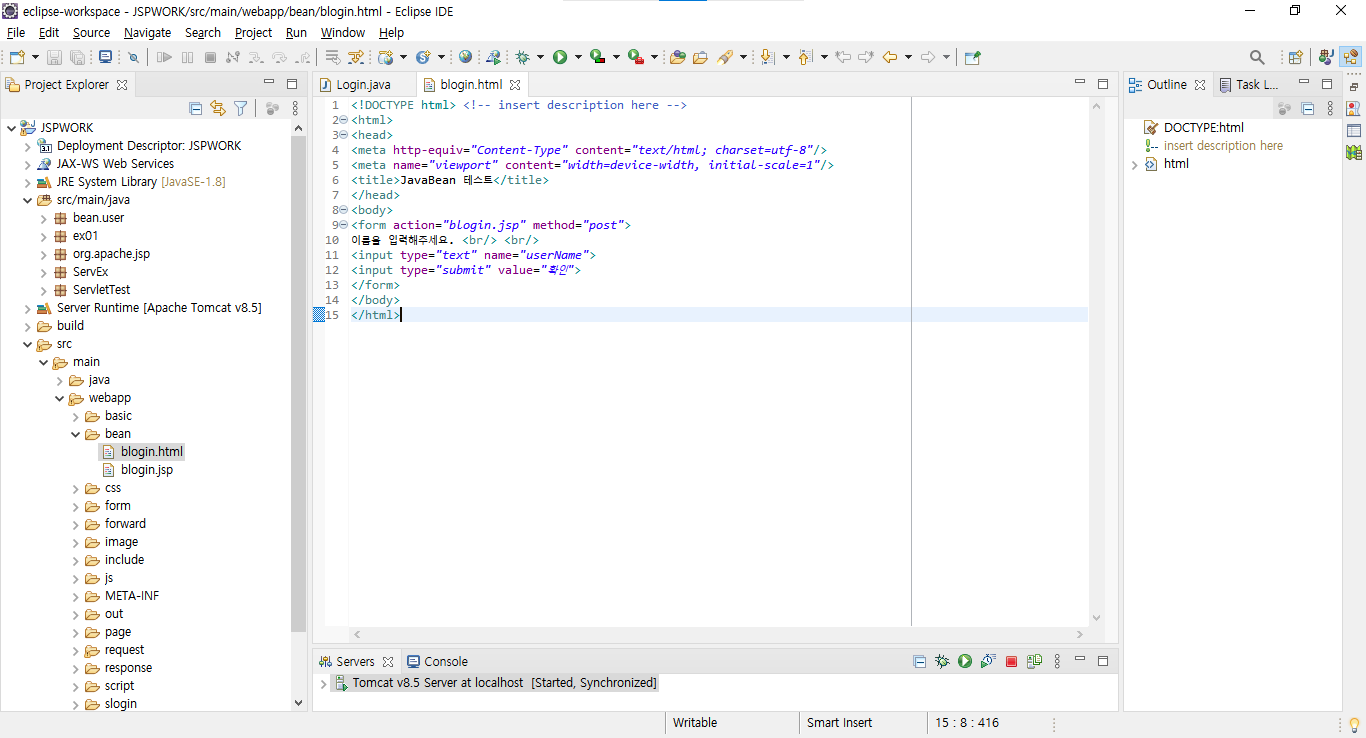 eclipse-workspace - JSPWORK/src/main/webapp/bean/blogin.html - Eclipse IDE
File Edit Source Navigate Search Project Run Window Help
Project Explorer
JSPWORK
3.1 Deployment Descriptor: JSPWORK
JAX-WS Web Services
JRE System Library [JavaSE-1.8]
src/main/java
bean.user
ex01
org.apache.jsp
ServEx
ServletTest
Server Runtime [Apache Tomcat v8.5]
build
src
main
java
webapp
basic
bean
blogin.html
blogin.jsp
css
form
forward
image
include
js
META-INF
out
page
request
response
script
slogin
Login.java blogin.html
1 <!DOCTYPE html> <!-- insert description here -->
2 <html>
3 <head>
4 <meta http-equiv="Content-Type" content="text/html; charset=utf-8"/>
5 <meta name="viewport" content="width=device-width, initial-scale=1"/>
6 <title>JavaBean 테스트</title>
7 </head>
8 <body>
9 <form action="blogin.jsp" method="post">
10 이름을 입력해주세요. <br/> <br/>
11 <input type="text" name="userName">
12 <input type="submit" value="확인">
13 </form>
14 </body>
15 </html>
Servers Console
Tomcat v8.5 Server at localhost [Started, Synchronized]
Outline Task L...
DOCTYPE:html
insert description here
html
Writable Smart Insert 15 : 8 : 416